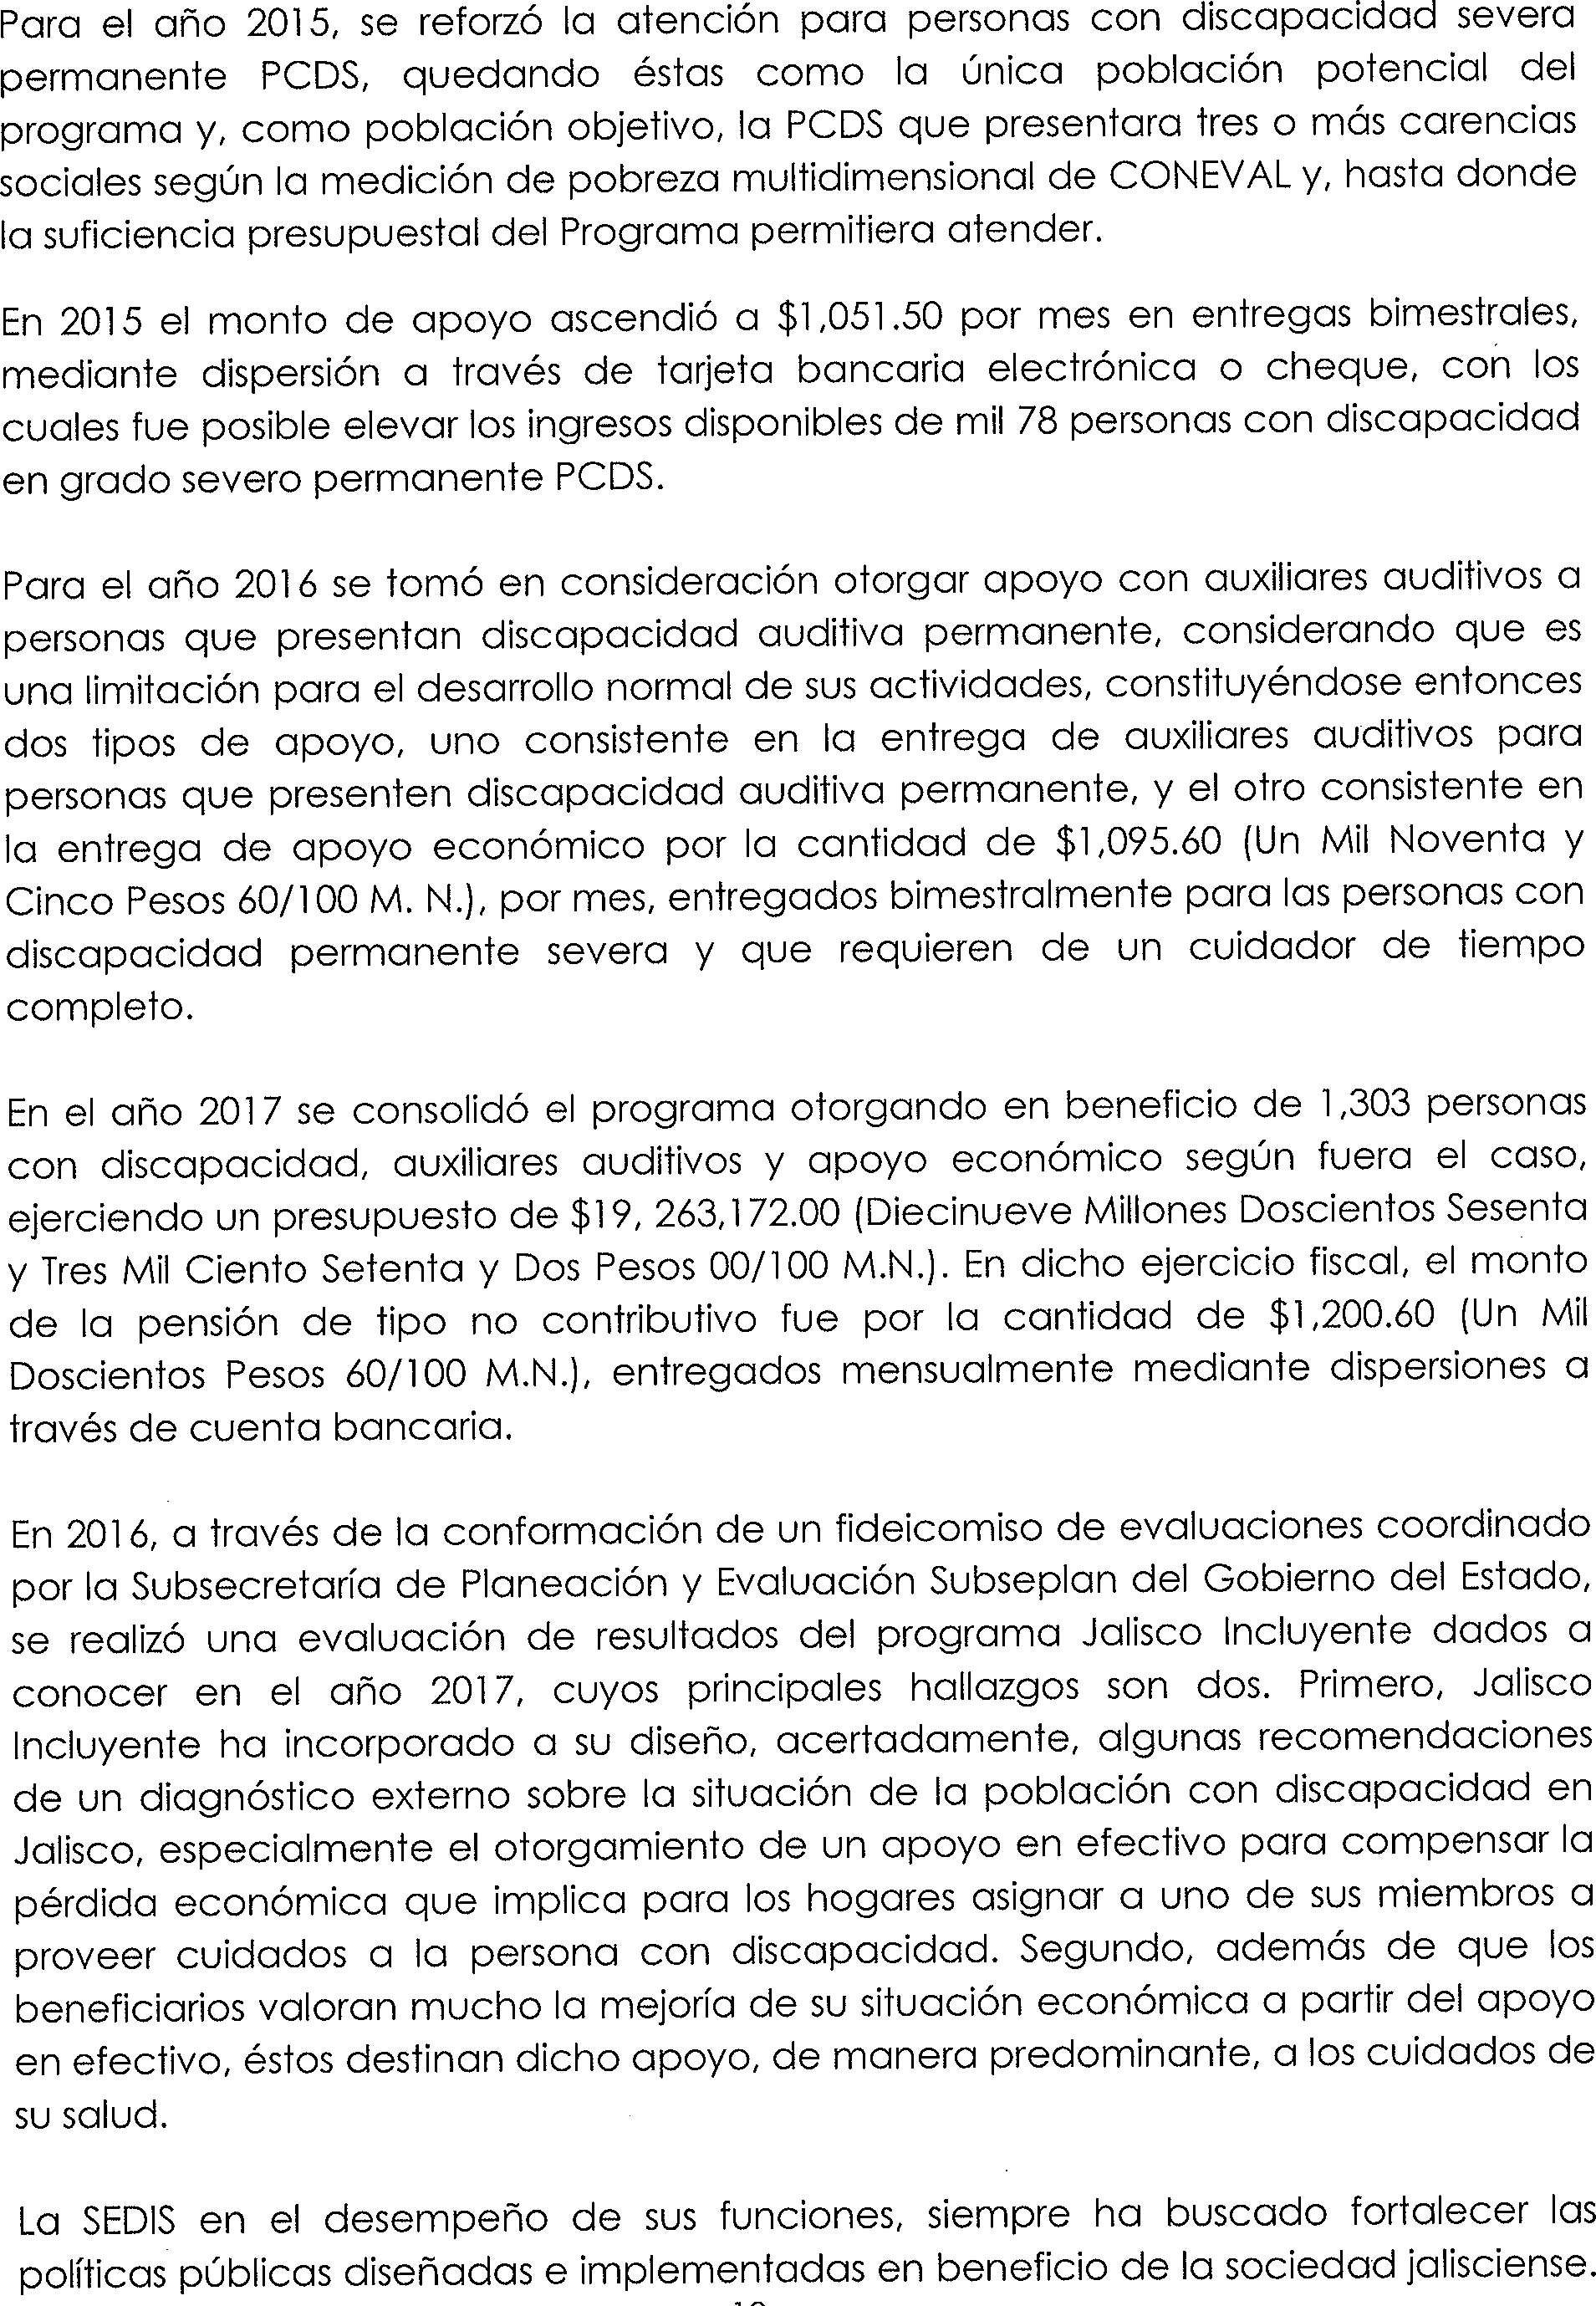 Para el año 2015, se reforzó la atención para personas con discapacidad severa
permanente PCDS, quedando éstas como la única población potencial del
programa y, como población objetivo, la PCDS que presentara tres o más carencias
sociales según la medición de pobreza multidimensional de CONEVAL y, hasta donde
la suficiencia presupuestal del Programa permitiera atender.
En 2015 el monto de apoyo ascendió a $1,051.50 por mes en entregas bimestrales,
mediante dispersión a través de tarjeta bancaria electrónica o cheque, con los
cuales fue posible elevar los ingresos disponibles de mil 78 personas con discapacidad
en grado severo permanente PCDS.
Para el año 2016 se tomó en consideración otorgar apoyo con auxiliares auditivos a
personas que presentan discapacidad auditiva permanente, considerando que es
una limitación para el desarrollo normal de sus actividades, constituyéndose entonces
dos tipos de apoyo, uno consistente en la entrega de auxiliares auditivos para
personas que presenten discapacidad auditiva permanente, y el otro consistente en
la entrega de apoyo económico por la cantidad de $1,095.60 (Un Mil Noventa y
Cinco Pesos 60/100 M. N.), por mes, entregados bimestralmente para las personas con
discapacidad permanente severa y que requieren de un cuidador de tiempo
completo.
En el año 2017 se consolidó el programa otorgando en beneficio de 1,303 personas
con discapacidad, auxiliares auditivos y apoyo económico según fuera el caso,
ejerciendo un presupuesto de $19, 263,172.00 (Diecinueve Millones Doscientos Sesenta
y Tres Mil Ciento Setenta y Dos Pesos 00/100 M.N.). En dicho ejercicio fiscal, el monto
de la pensión de tipo no contributivo fue por la cantidad de $1,200.60 (Un Mil
Doscientos Pesos 60/100 M.N.), entregados mensualmente mediante dispersiones a
través de cuenta bancaria.
En 2016, a través de la conformación de un fideicomiso de evaluaciones coordinado
por la Subsecretaría de Planeación y Evaluación Subseplan del Gobierno del Estado,
se realizó una evaluación de resultados del programa Jalisco Incluyente dados a
conocer en el año 2017, cuyos principales hallazgos son dos. Primero, Jalisco
Incluyente ha incorporado a su diseño, acertadamente, algunas recomendaciones
de un diagnóstico externo sobre la situación de la población con discapacidad en
Jalisco, especialmente el otorgamiento de un apoyo en efectivo para compensar la
pérdida económica que implica para los hogares asignar a uno de sus miembros a
proveer cuidados a la persona con discapacidad. Segundo, además de que los
beneficiarios valoran mucho la mejoría de su situación económica a partir del apoyo
en efectivo, éstos destinan dicho apoyo, de manera predominante, a los cuidados de
su salud.
La SEDIS en el desempeño de sus funciones, siempre ha buscado fortalecer las
políticas públicas diseñadas e implementadas en beneficio de la sociedad jalisciense.